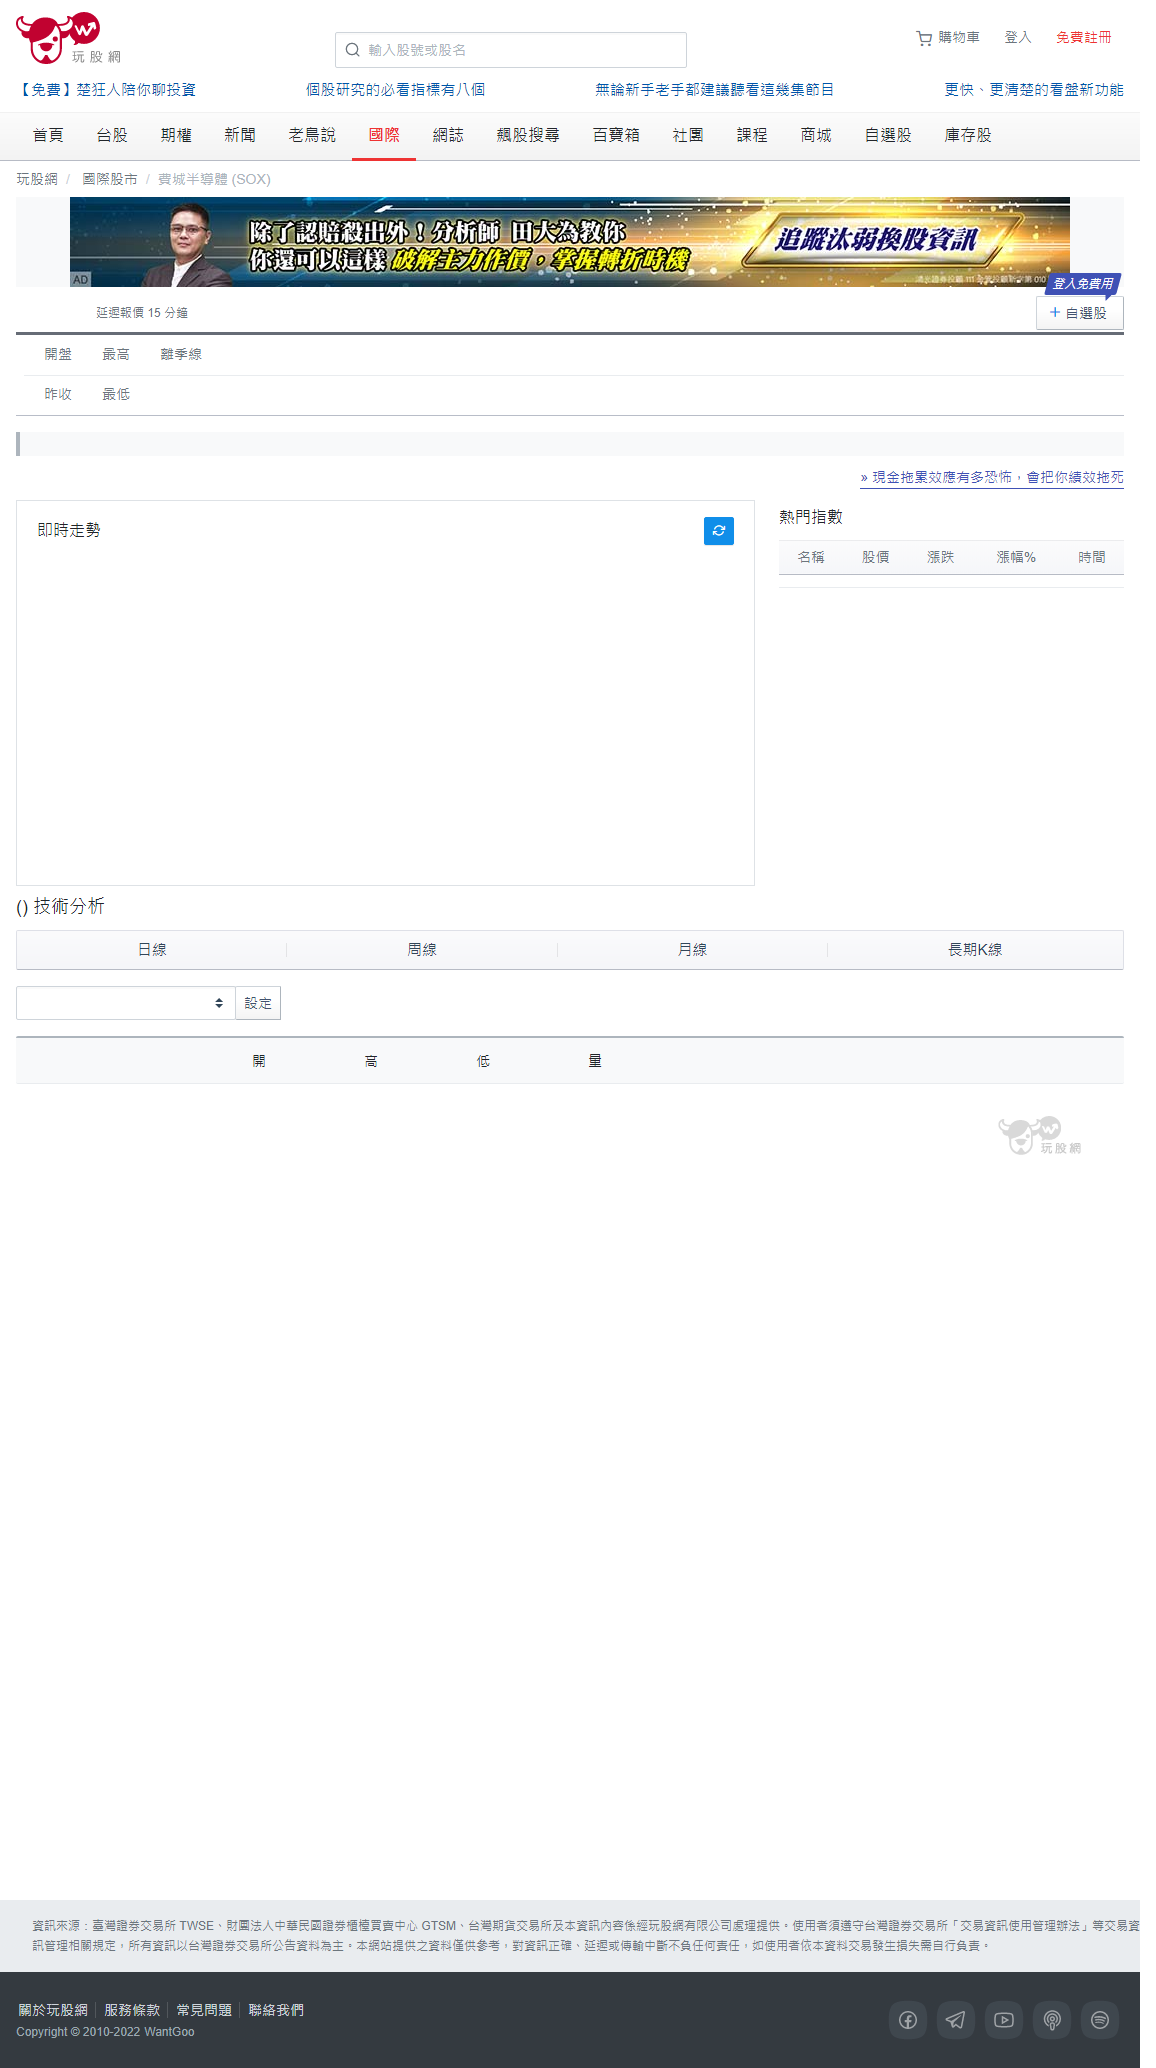 玩股網
輸入股號或股名
購物車 登入 免費註冊
【免費】楚狂人陪你聊投資 個股研究的必看指標有八個 無論新手老手都建議聽看這幾集節目 更快、更清楚的看盤新功能
首頁 台股 期權 新聞 老鳥說 國際 網誌 飆股搜尋 百寶箱 社團 課程 商城 自選股 庫存股
玩股網 / 國際股市 / 費城半導體 (SOX)
除了認賠殺出外！分析師 田大為教你
你還可以這樣 破解主力作價，掌握轉折時機
追蹤汰弱換股資訊
AD
登入免費用
延遲報價 15 分鐘
+ 自選股
開盤 最高 離季線
昨收 最低
» 現金拖累效應有多恐怖，會把你績效拖死
即時走勢
熱門指數
名稱 股價 漲跌 漲幅% 時間
() 技術分析
日線 周線 月線 長期K線
設定
開 高 低 量
玩股網
資訊來源：臺灣證券交易所 TWSE、財團法人中華民國證券櫃檯買賣中心 GTSM、台灣期貨交易所及本資訊內容係經玩股網有限公司處理提供。使用者須遵守台灣證券交易所「交易資訊使用管理辦法」等交易資
訊管理相關規定，所有資訊以台灣證券交易所公告資料為主。本網站提供之資料僅供參考，對資訊正確、延遲或傳輸中斷不負任何責任，如使用者依本資料交易發生損失需自行負責。
關於玩股網 服務條款 常見問題 聯絡我們
Copyright © 2010-2022 WantGoo